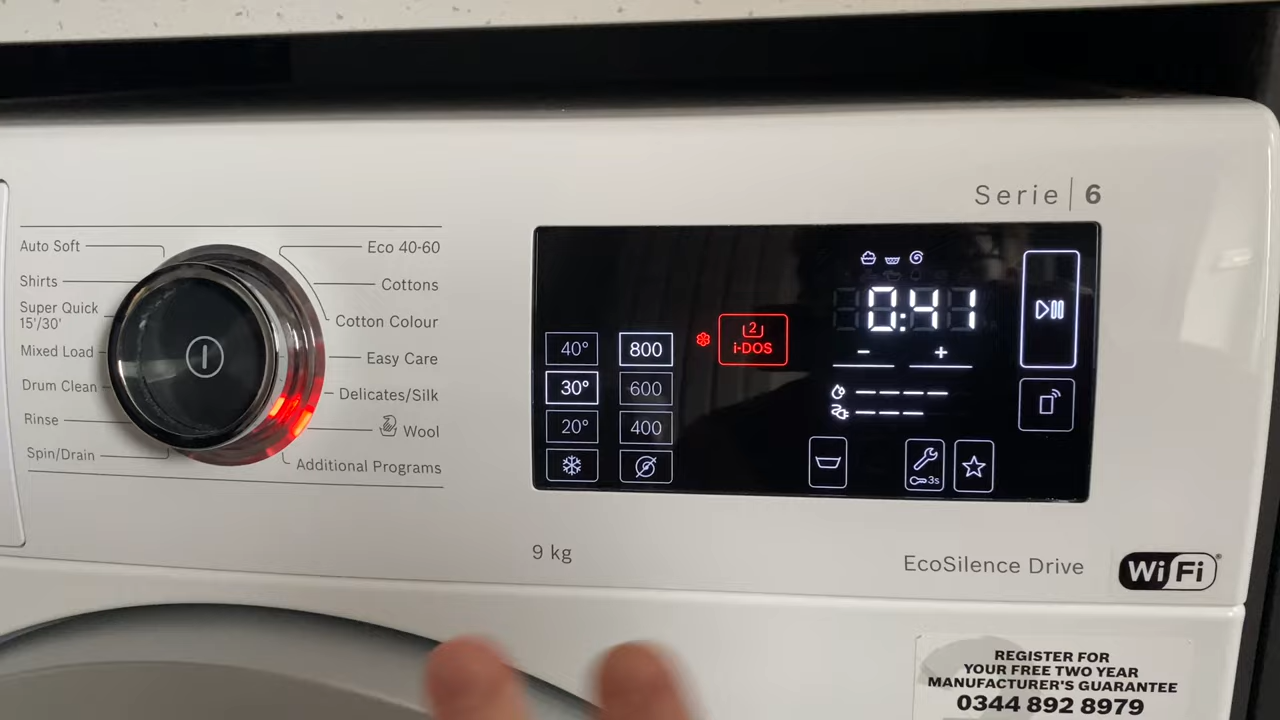 Serie | 6
Auto Soft
Shirts
Super Quick
15'/30'
Mixed Load
Drum Clean
Rinse
Spin/Drain
Eco 40-60
Cottons
Cotton Colour
Easy Care
Delicates/Silk
Wool
Additional Programs
40°
30°
20°
800
600
400
2
i-DOS
0:41
− +
3s
9 kg
EcoSilence Drive
WiFi
REGISTER FOR
YOUR FREE TWO YEAR
MANUFACTURER'S GUARANTEE
0344 892 8979